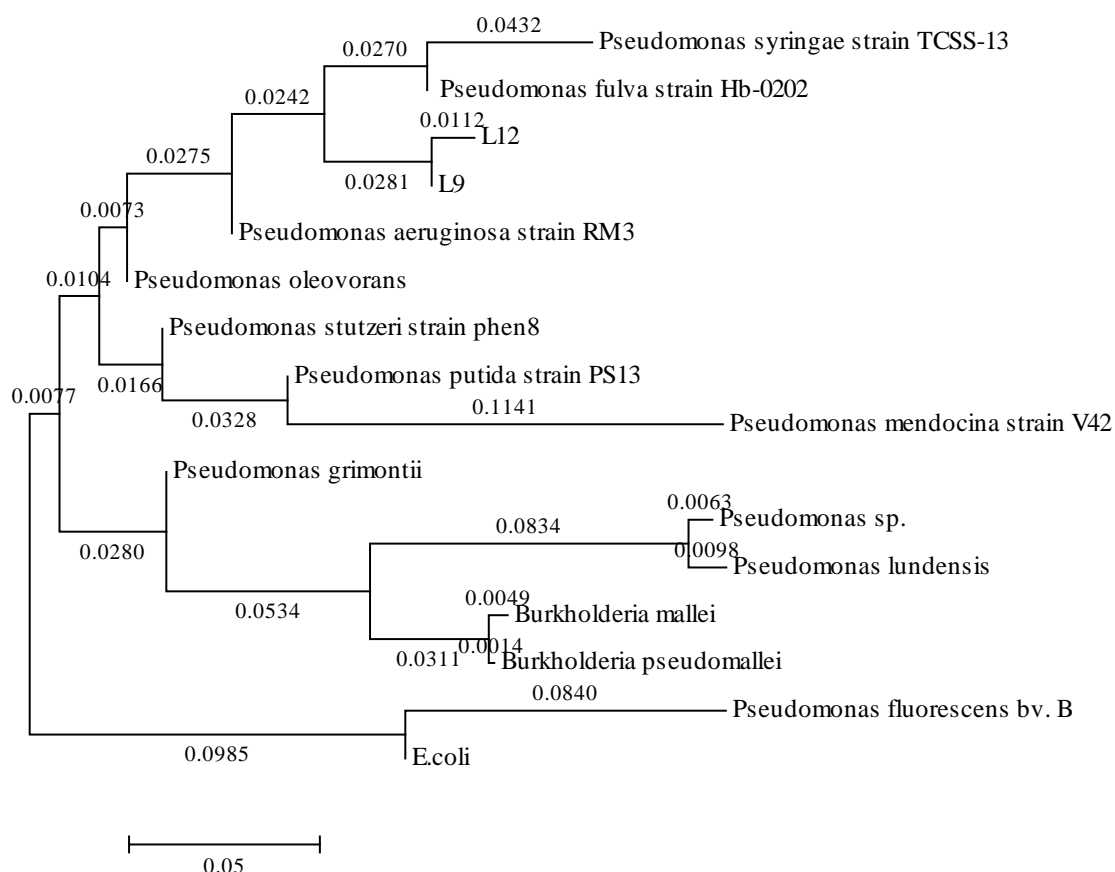 0.0432
Pseudomonas syringae strain TCSS-13
0.0270
Pseudomonas fulva strain Hb-0202
0.0242
0.0112
L12
0.0275
0.0281
L9
0.0073
Pseudomonas aeruginosa strain RM3
0.0104
Pseudomonas oleovorans
Pseudomonas stutzeri strain phen8
0.0166
Pseudomonas putida strain PS13
0.0077
0.0328
0.1141
Pseudomonas mendocina strain V42
Pseudomonas grimontii
0.0063
Pseudomonas sp.
0.0834
0.0280
0.0098
Pseudomonas lundensis
0.0534
0.0049
Burkholderia mallei
0.0311
0.0014
Burkholderia pseudomallei
0.0840
Pseudomonas fluorescens bv. B
0.0985
E.coli
0.05